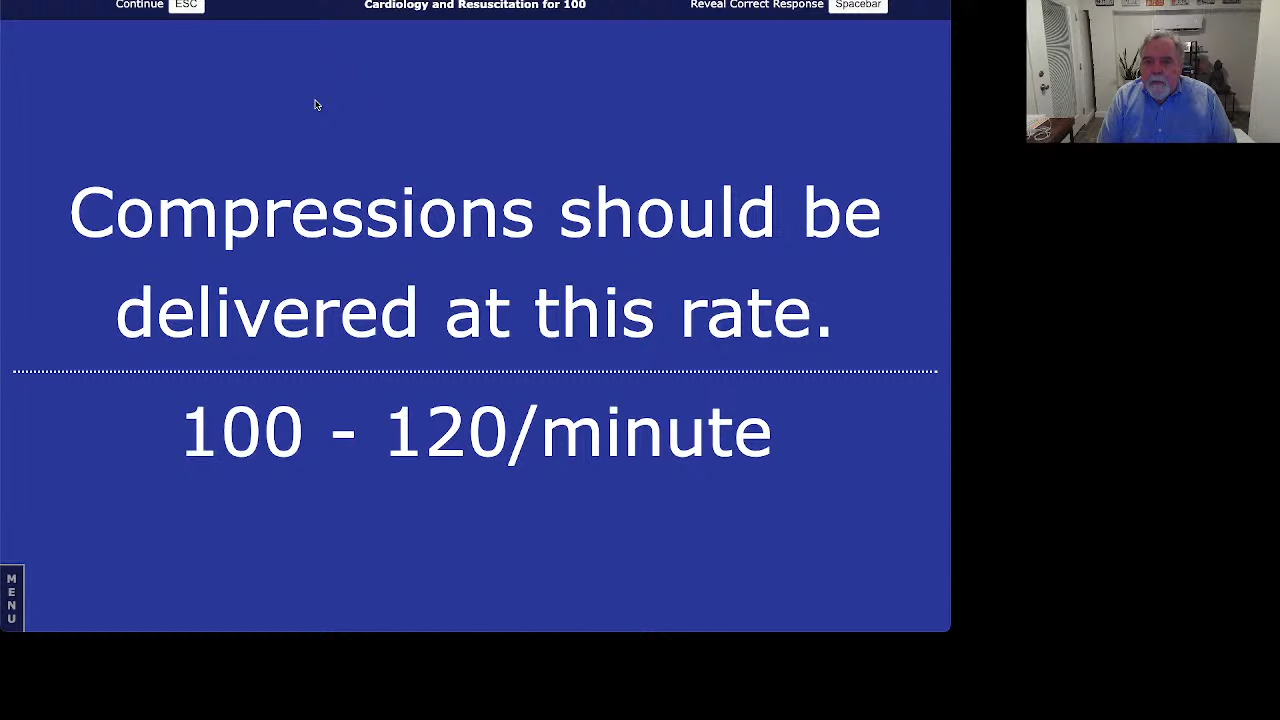 Continue ESC
Cardiology and Resuscitation for 100
Reveal Correct Response Spacebar
Compressions should be
delivered at this rate.
100 - 120/minute
MENU